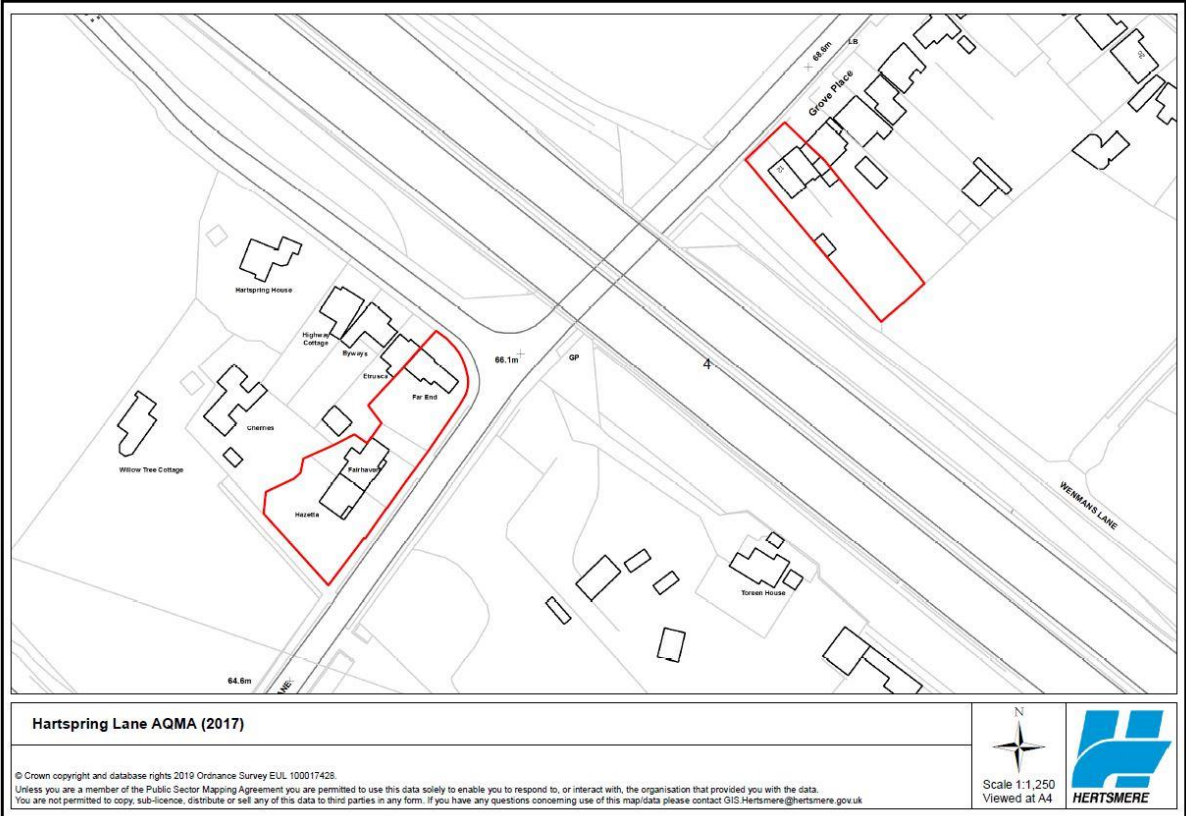 68.6m
LB
Grove Place
20
12
Hartspring House
Highway
Cottage
Byways
Etrusca
66.1m
GP
4
Far End
Cherries
Willow Tree Cottage
Fairhaven
Hazetta
WENMANS LANE
Toreen House
64.6m
ANE
Hartspring Lane AQMA (2017)
© Crown copyright and database rights 2019 Ordnance Survey EUL 100017428.
Unless you are a member of the Public Sector Mapping Agreement you are permitted to use this data solely to enable you to respond to, or interact with, the organisation that provided you with the data.
You are not permitted to copy, sub-licence, distribute or sell any of this data to third parties in any form. If you have any questions concerning use of this map/data please contact GIS.Hertsmere@hertsmere.gov.uk
N
Scale 1:1,250
Viewed at A4
HERTSMERE